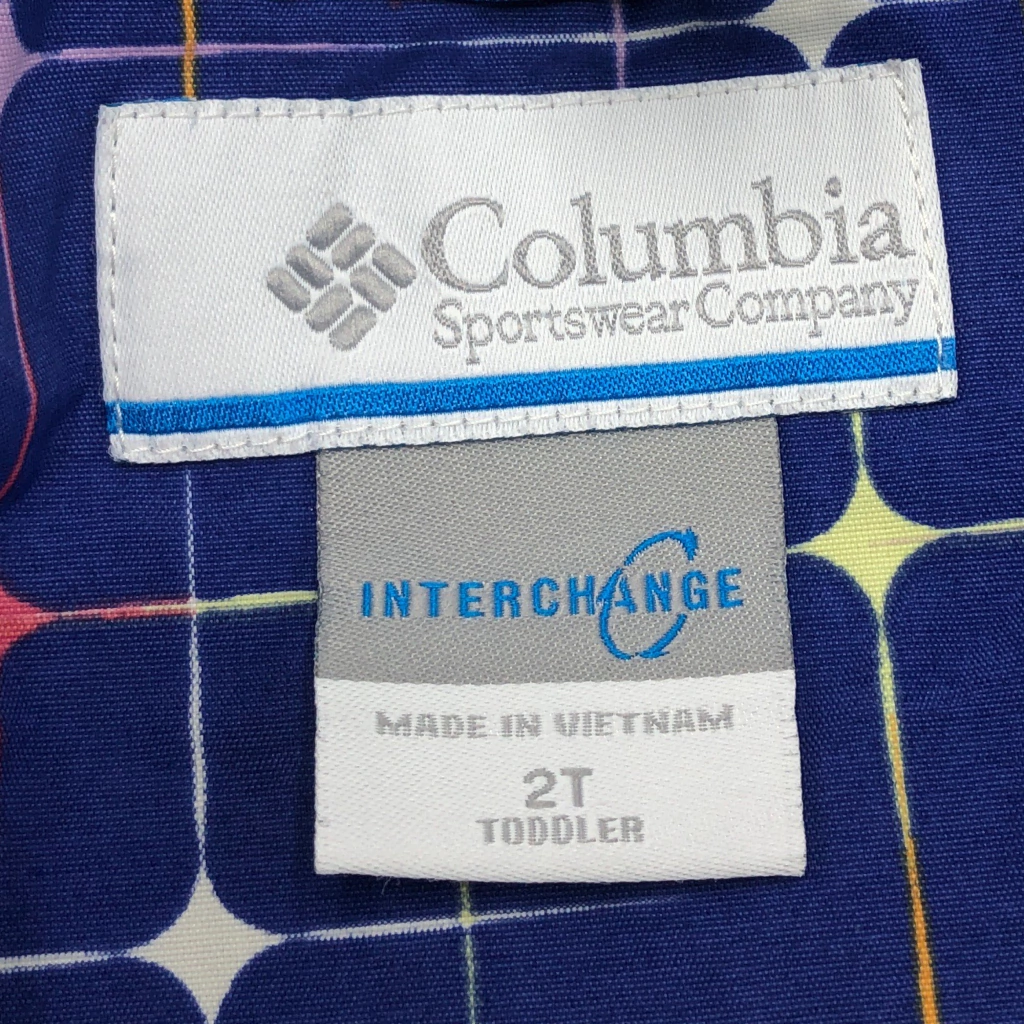 Columbia
Sportswear Company
INTERCHANGE
MADE IN VIETNAM
2T
TODDLER